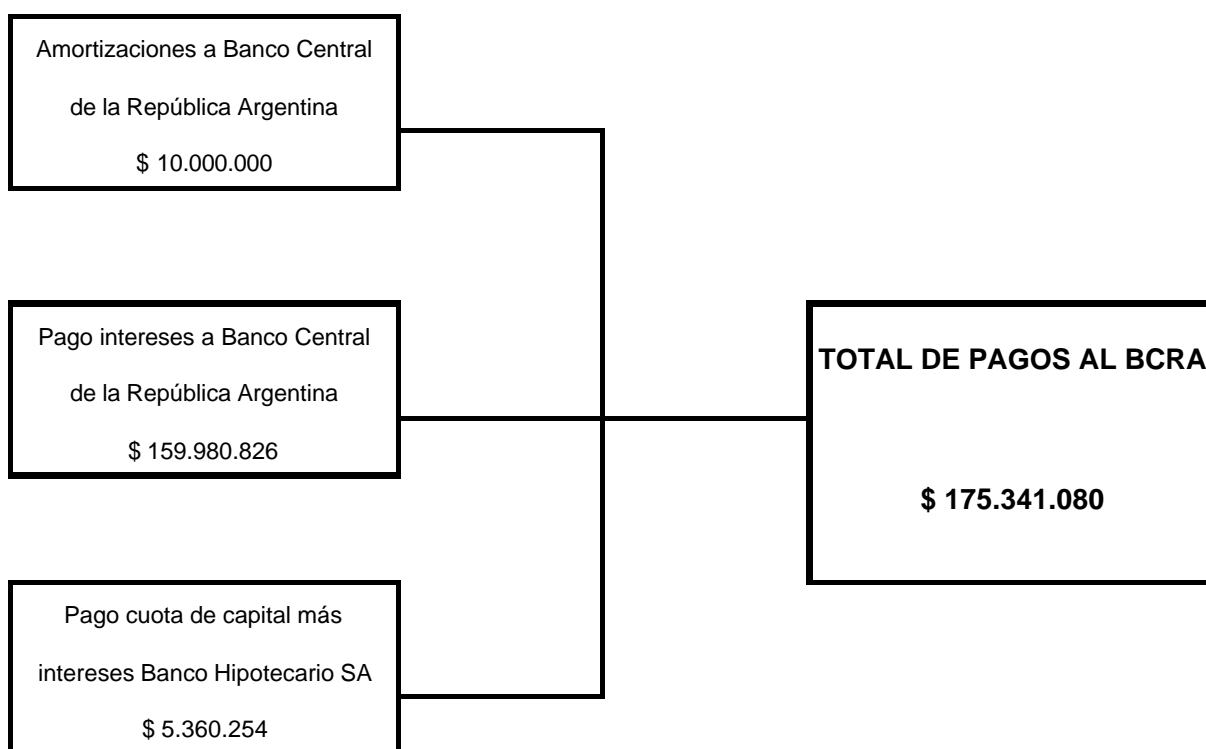 Amortizaciones a Banco Central
de la República Argentina
$ 10.000.000
Pago intereses a Banco Central
de la República Argentina
$ 159.980.826
TOTAL DE PAGOS AL BCRA
$ 175.341.080
Pago cuota de capital más
intereses Banco Hipotecario SA
$ 5.360.254